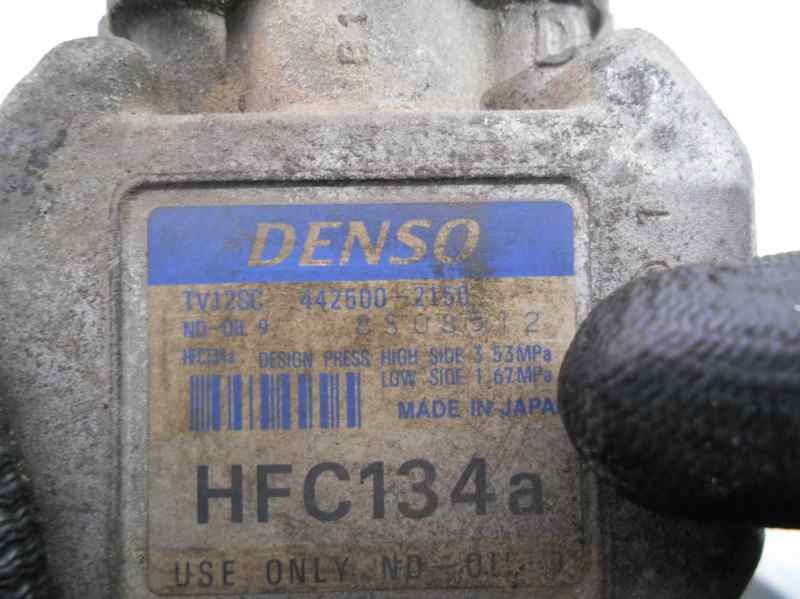 E1
D
DENSO
TV12SC 442600-2150
ND-OIL 9
HFC134a DESIGN PRESS HIGH SIDE 3.53MPa
LOW SIDE 1.67MPa
MADE IN JAPA
HFC134a
USE ONLY ND-OIL